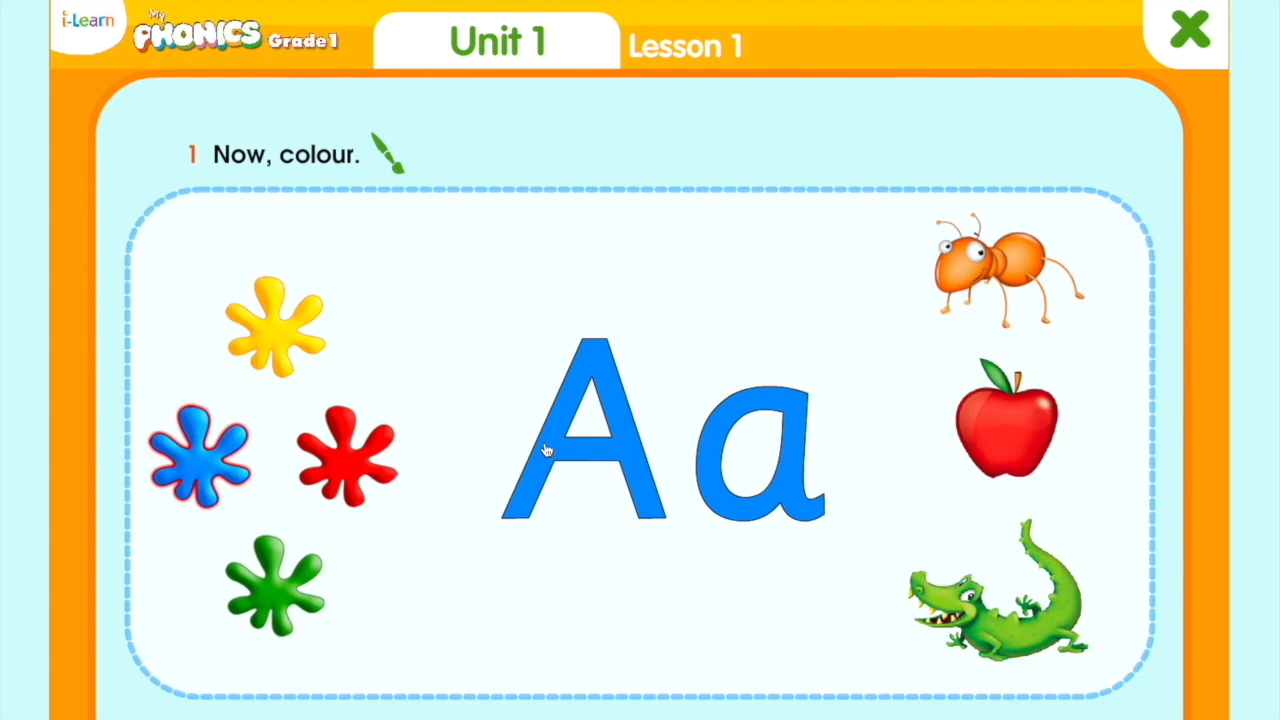 i-Learn
My
PHONICS Grade 1
Unit 1
Lesson 1
1 Now, colour.
Aa